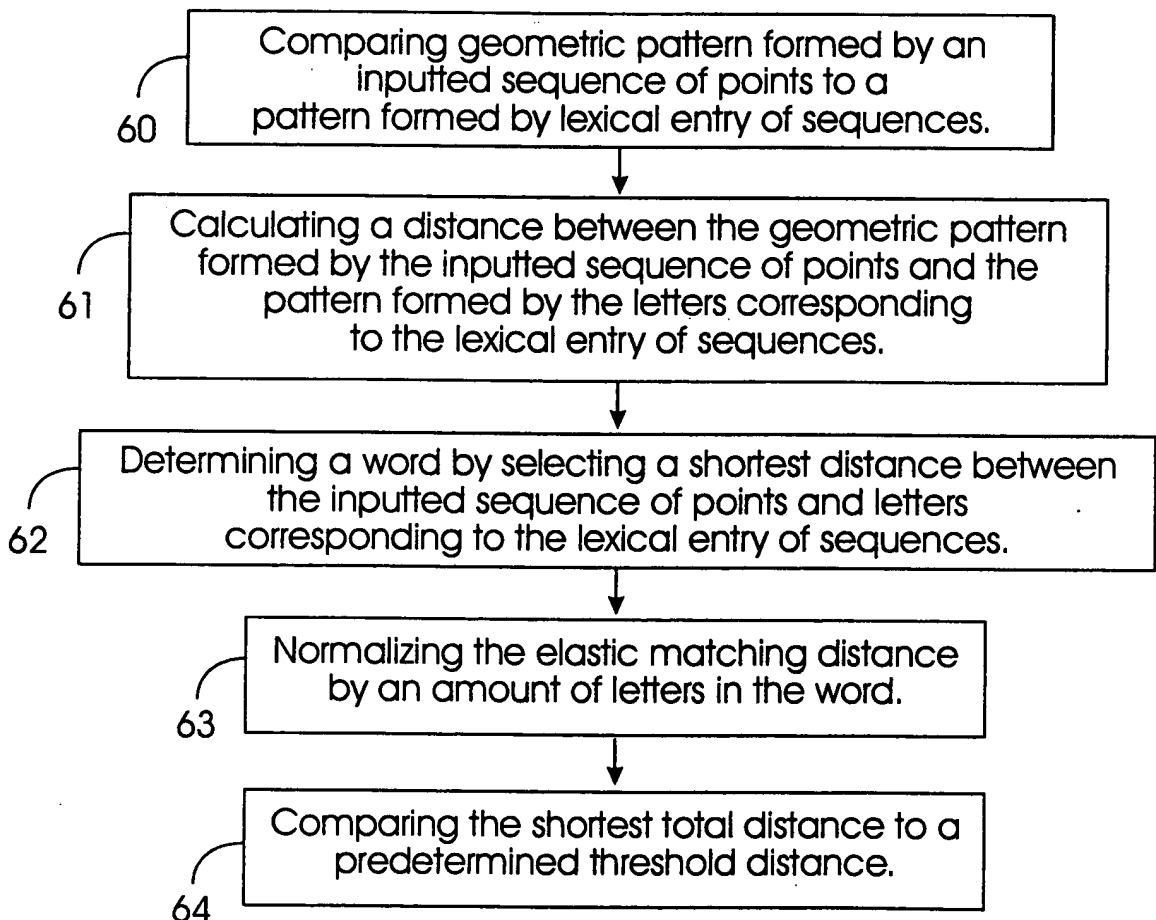 Comparing geometric pattern formed by an
inputted sequence of points to a
pattern formed by lexical entry of sequences.
60
Calculating a distance between the geometric pattern
formed by the inputted sequence of points and the
pattern formed by the letters corresponding
to the lexical entry of sequences.
61
Determining a word by selecting a shortest distance between
the inputted sequence of points and letters
corresponding to the lexical entry of sequences.
62
Normalizing the elastic matching distance
by an amount of letters in the word.
63
Comparing the shortest total distance to a
predetermined threshold distance.
64